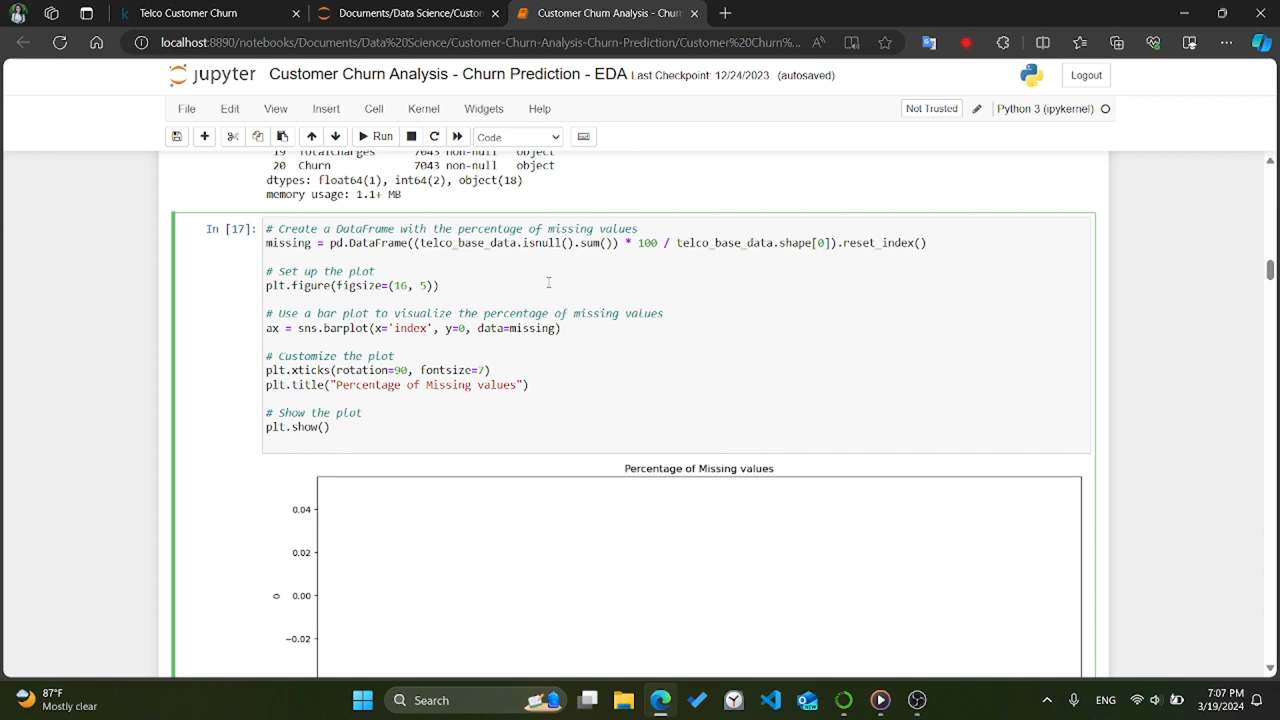 Telco Customer Churn
Documents/Data Science/Custor
Customer Churn Analysis - Churn
localhost:8890/notebooks/Documents/Data%20Science/Customer-Churn-Analysis-Churn-Prediction/Customer%20Churn%...
jupyter Customer Churn Analysis - Churn Prediction - EDA Last Checkpoint: 12/24/2023 (autosaved)
Logout
File Edit View Insert Cell Kernel Widgets Help
Not Trusted Python 3 (ipykernel)
Run Code
19 TotalCharges 7043 non-null object
20 Churn 7043 non-null object
dtypes: float64(1), int64(2), object(18)
memory usage: 1.1+ MB
In [17]:
# Create a DataFrame with the percentage of missing values
missing = pd.DataFrame((telco_base_data.isnull().sum()) * 100 / telco_base_data.shape[0]).reset_index()
# Set up the plot
plt.figure(figsize=(16, 5))
# Use a bar plot to visualize the percentage of missing values
ax = sns.barplot(x='index', y=0, data=missing)
# Customize the plot
plt.xticks(rotation=90, fontsize=7)
plt.title("Percentage of Missing values")
# Show the plot
plt.show()
Percentage of Missing values
0.04
0.02
0 0.00
−0.02
87°F
Mostly clear
Search
ENG
7:07 PM
3/19/2024